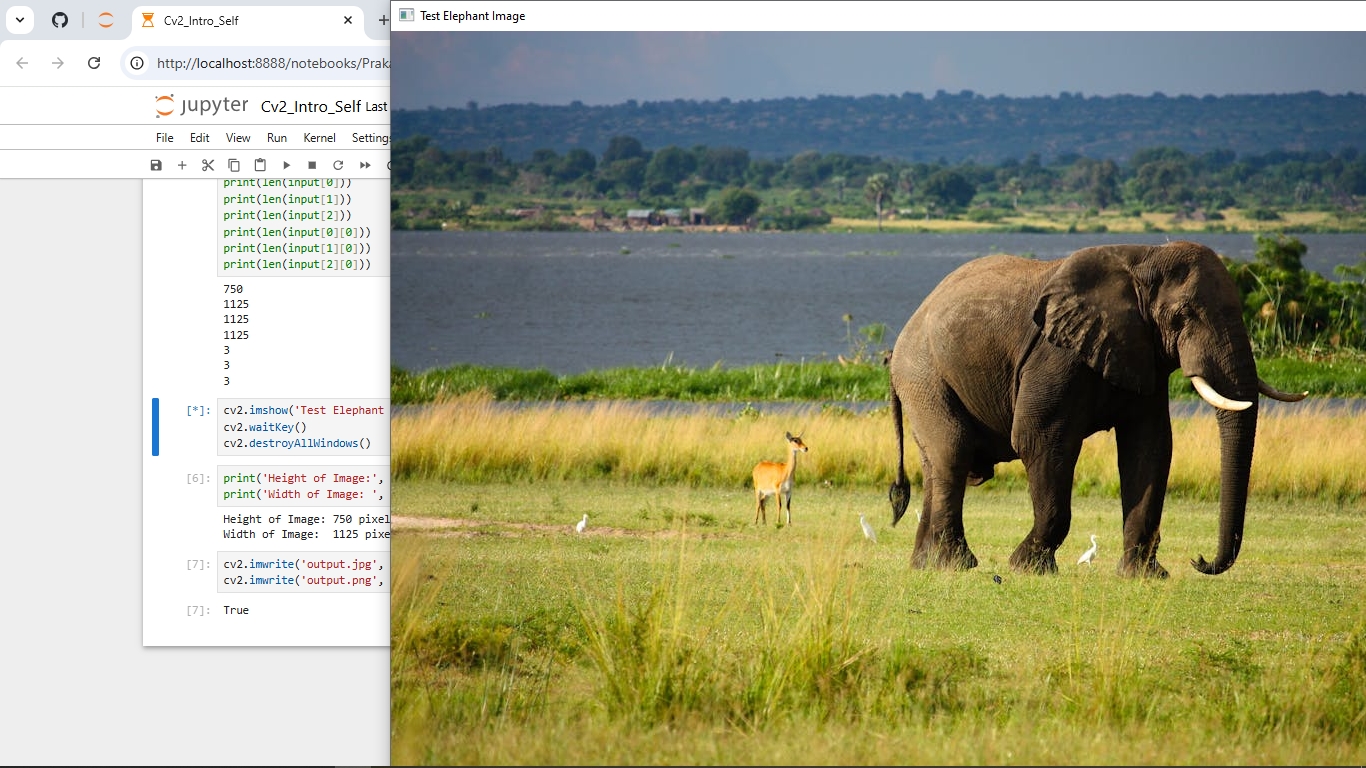 Cv2_Intro_Self
Test Elephant Image
http://localhost:8888/notebooks/Prak
jupyter Cv2_Intro_Self Last
File Edit View Run Kernel Settings
print(len(input[0]))
print(len(input[1]))
print(len(input[2]))
print(len(input[0][0]))
print(len(input[1][0]))
print(len(input[2][0]))
750
1125
1125
1125
3
3
3
[*]: cv2.imshow('Test Elephant
cv2.waitKey()
cv2.destroyAllWindows()
[6]: print('Height of Image:',
print('Width of Image: ',
Height of Image: 750 pixel
Width of Image:  1125 pixe
[7]: cv2.imwrite('output.jpg',
cv2.imwrite('output.png',
[7]: True